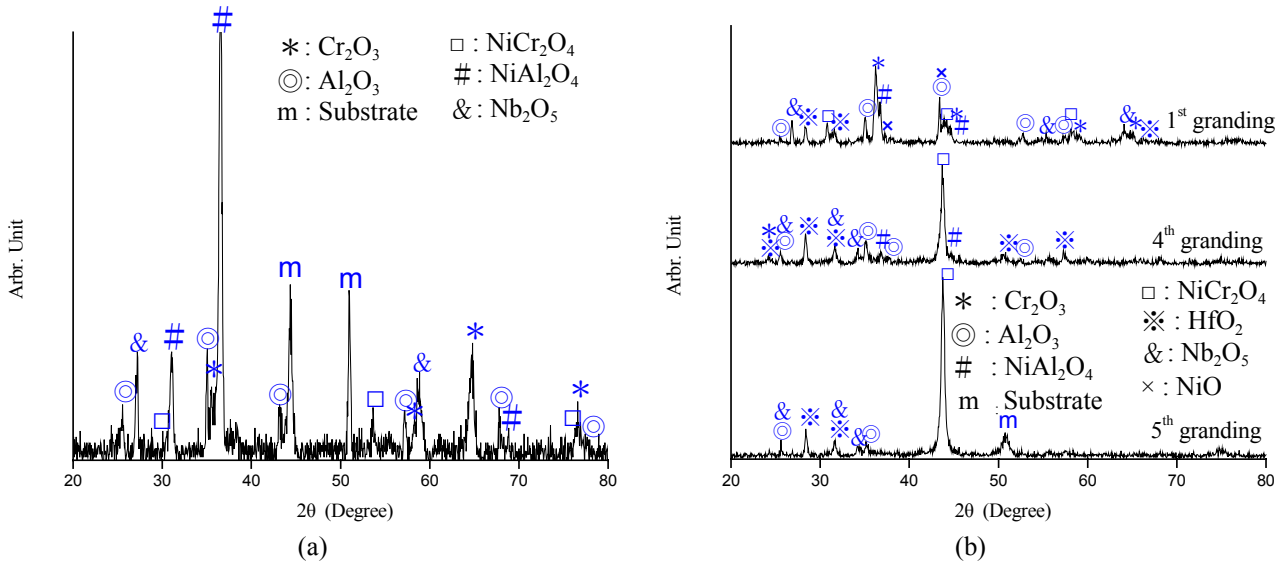 #
* : Cr₂O₃
□ : NiCr₂O₄
◎ : Al₂O₃
# : NiAl₂O₄
m : Substrate
& : Nb₂O₅
m
m
& # ◎ * *
◎ □ ◎ □ ◎ * & ◎ # □ * ◎
Arbr. Unit
20 30 40 50 60 70 80
2θ (Degree)
(a)
◎ & ※ □ ※ ◎ * # × × ◎ □ * # ◎ & ◎ □ * & * ※
1st granding
□
* ※ & ◎ ※ & ※ & ◎ # ◎ # ※ ◎ ※
4th granding
□
* : Cr₂O₃
□ : NiCr₂O₄
◎ : Al₂O₃
※ : HfO₂
# : NiAl₂O₄
& : Nb₂O₅
m : Substrate
× : NiO
& ◎ ※ & ※ & ◎ m
5th granding
Arbr. Unit
20 30 40 50 60 70 80
2θ (Degree)
(b)